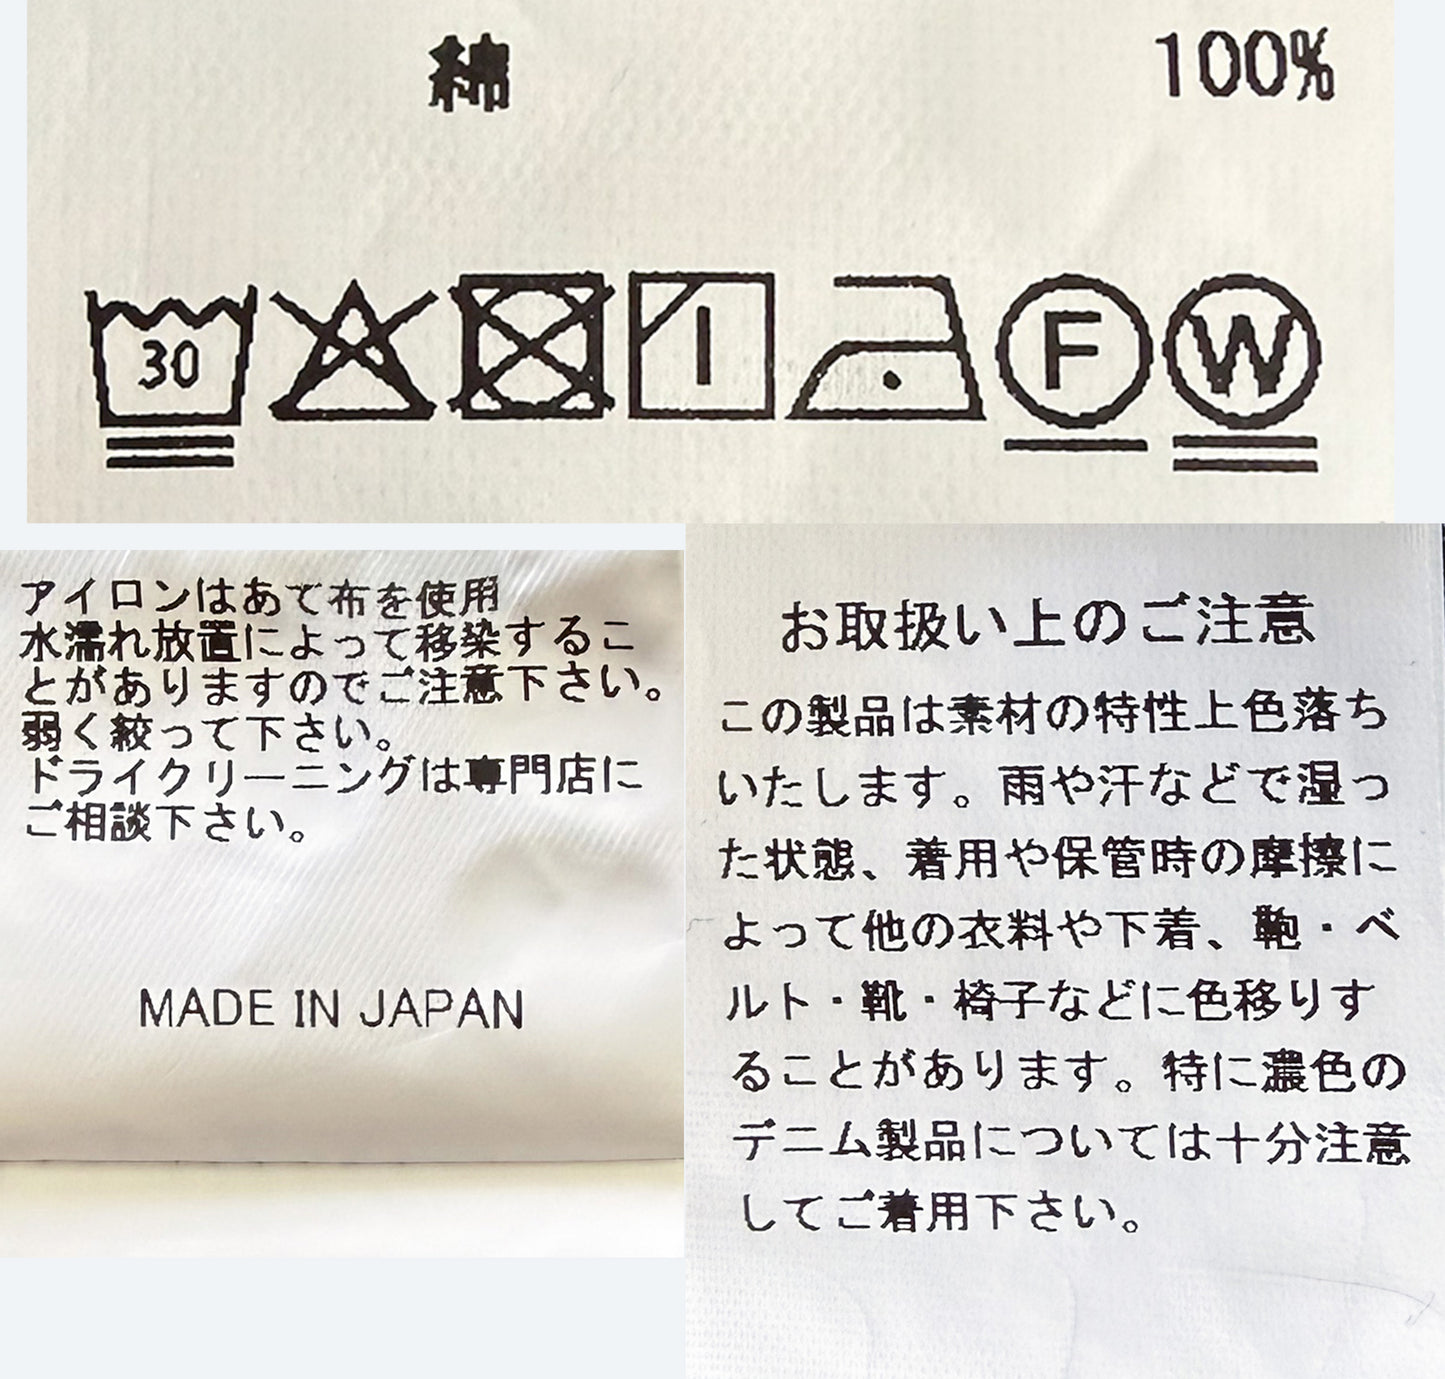 綿 100%
30
F W
アイロンはあて布を使用
水濡れ放置によって移染するこ
とがありますのでご注意下さい。
弱く絞って下さい。
ドライクリーニングは専門店に
ご相談下さい。
MADE IN JAPAN
お取扱い上のご注意
この製品は素材の特性上色落ち
いたします。雨や汗などで湿っ
た状態、着用や保管時の摩擦に
よって他の衣料や下着、鞄・ベ
ルト・靴・椅子などに色移りす
ることがあります。特に濃色の
デニム製品については十分注意
してご着用下さい。